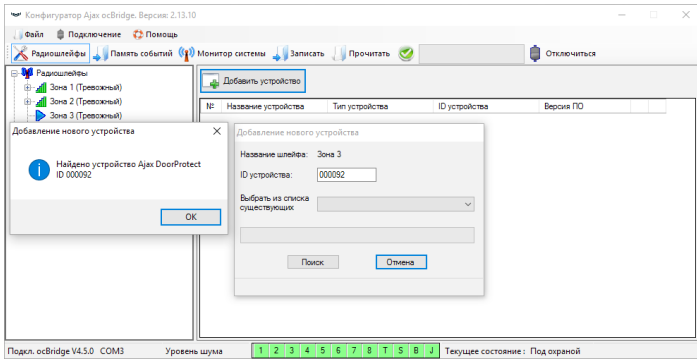 Конфигуратор Ajax ocBridge. Версия: 2.13.10
Файл Подключение Помощь
Радиошлейфы Память событий Монитор системы Записать Прочитать Отключиться
Радиошлейфы
Зона 1 (Тревожный)
Зона 2 (Тревожный)
Зона 3 (Тревожный)
Добавить устройство
№ Название устройства Тип устройства ID устройства Версия ПО
Добавление нового устройства
Найдено устройство Ajax DoorProtect
ID 000092
OK
Добавление нового устройства
Название шлейфа: Зона 3
ID устройства: 000092
Выбрать из списка
существующих
Поиск Отмена
Подкл. ocBridge V4.5.0 COM3 Уровень шума 1 2 3 4 5 6 7 8 T S B J Текущее состояние : Под охраной